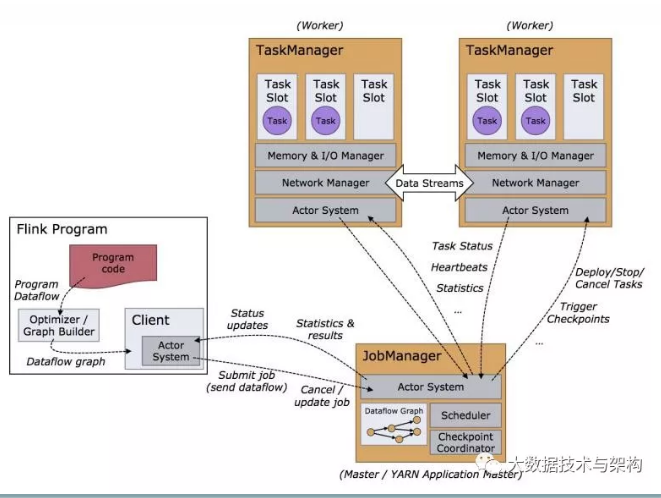 (Worker)
(Worker)
TaskManager
TaskManager
Task
Slot
Task
Task
Slot
Task
Task
Slot
Task
Slot
Task
Task
Slot
Task
Task
Slot
Memory & I/O Manager
Memory & I/O Manager
Network Manager
Data Streams
Network Manager
Actor System
Actor System
Flink Program
Program
code
Program
Dataflow
Optimizer /
Graph Builder
Dataflow graph
Client
Actor
System
Task Status
Heartbeats
Statistics
...
Deploy/Stop/
Cancel Tasks
Trigger
Checkpoints
...
Status
updates
Statistics &
results
Submit job
(send dataflow)
Cancel /
update job
JobManager
Actor System
Dataflow Graph
Scheduler
Checkpoint
Coordinator
(Master / YARN Application Master)
大数据技术与架构